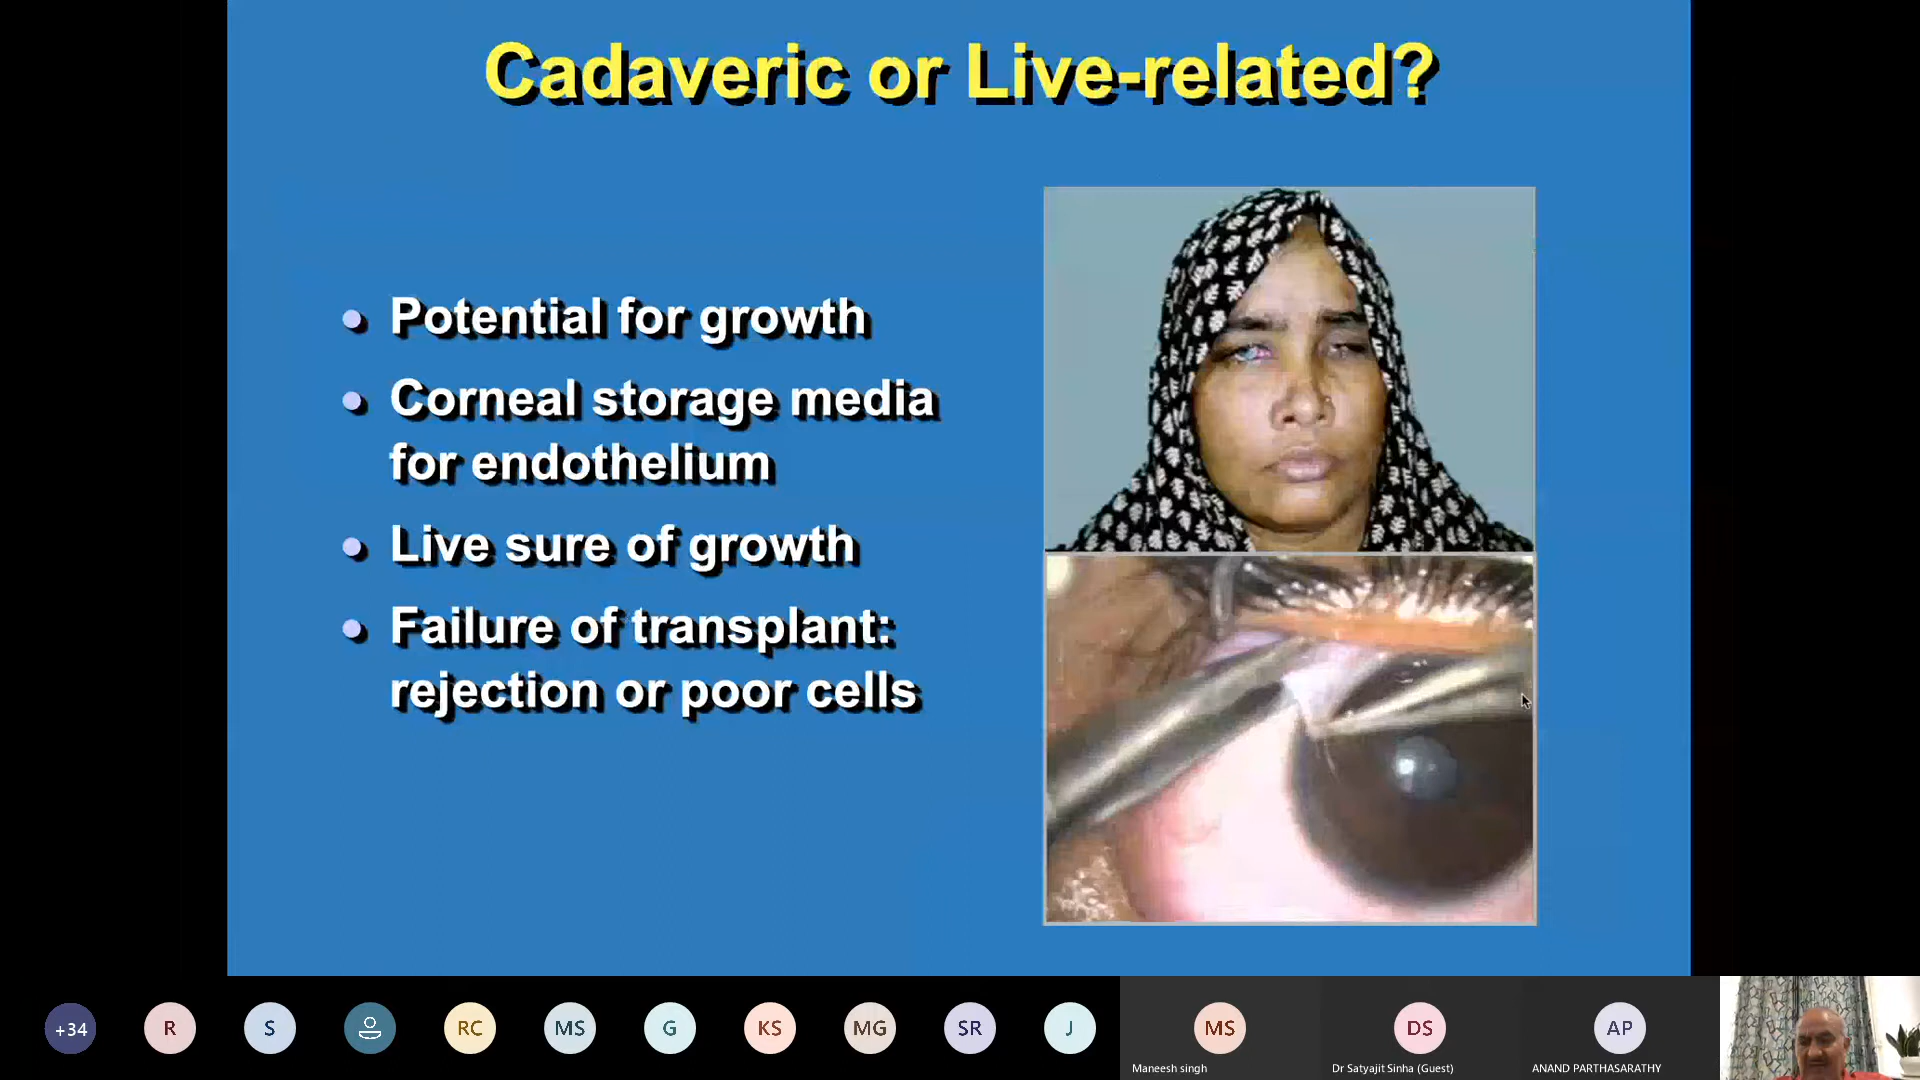 Cadaveric or Live-related?
• Potential for growth
• Corneal storage media
for endothelium
• Live sure of growth
• Failure of transplant:
rejection or poor cells
+34
R
S
RC
MS
G
KS
MG
SR
J
MS
DS
AP
Maneesh singh
Dr Satyajit Sinha (Guest)
ANAND PARTHASARATHY